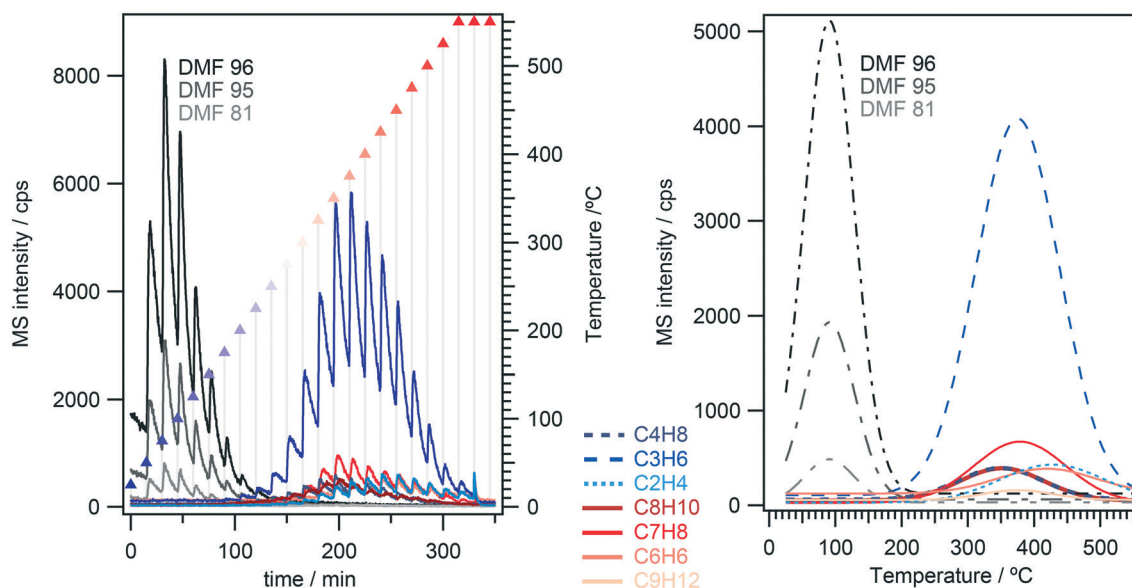 DMF 96
DMF 95
DMF 81
8000
6000
4000
2000
0
MS intensity / cps
0
100
200
300
time / min
500
400
300
200
100
0
Temperature /ºC
C4H8
C3H6
C2H4
C8H10
C7H8
C6H6
C9H12
DMF 96
DMF 95
DMF 81
5000
4000
3000
2000
1000
0
MS intensity / cps
0
100
200
300
400
500
Temperature / ºC